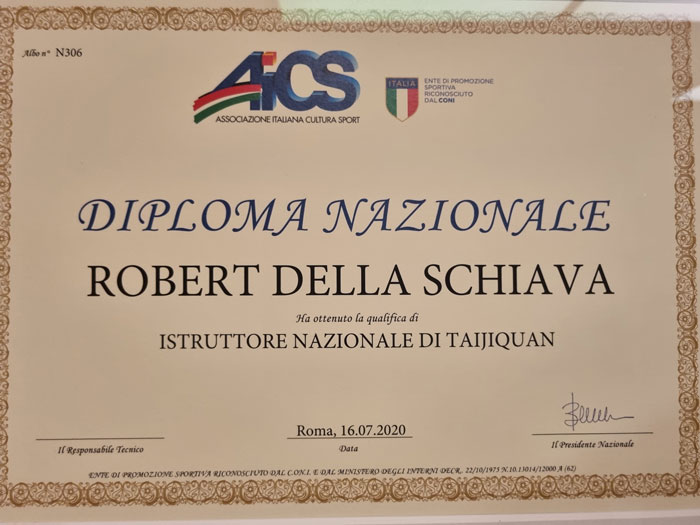 Albo n° N306
AiCS
ASSOCIAZIONE ITALIANA CULTURA SPORT
ITALIA
ENTE DI PROMOZIONE
SPORTIVA
RICONOSCIUTO
DAL CONI
DIPLOMA NAZIONALE
ROBERT DELLA SCHIAVA
Ha ottenuto la qualifica di
ISTRUTTORE NAZIONALE DI TAIJIQUAN
Roma, 16.07.2020
Il Responsabile Tecnico
Data
Il Presidente Nazionale
ENTE DI PROMOZIONE SPORTIVA RICONOSCIUTO DAL C.O.N.I. E DAL MINISTERO DEGLI INTERNI DECR. 22/10/1975 N.10.13014/12000 A (62)